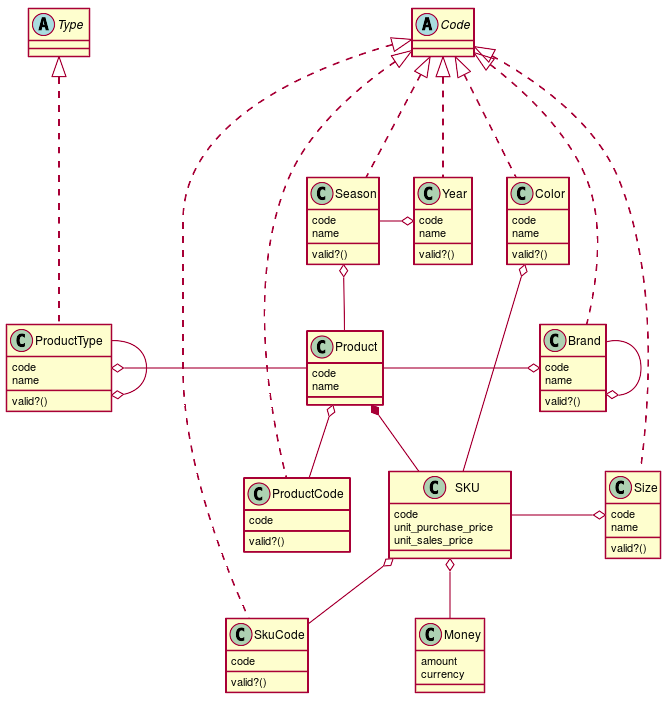 A Type
A Code
C Season
code
name
valid?()
C Year
code
name
valid?()
C Color
code
name
valid?()
C ProductType
code
name
valid?()
C Product
code
name
C Brand
code
name
valid?()
C ProductCode
code
valid?()
C SKU
code
unit_purchase_price
unit_sales_price
C Size
code
name
valid?()
C SkuCode
code
valid?()
C Money
amount
currency